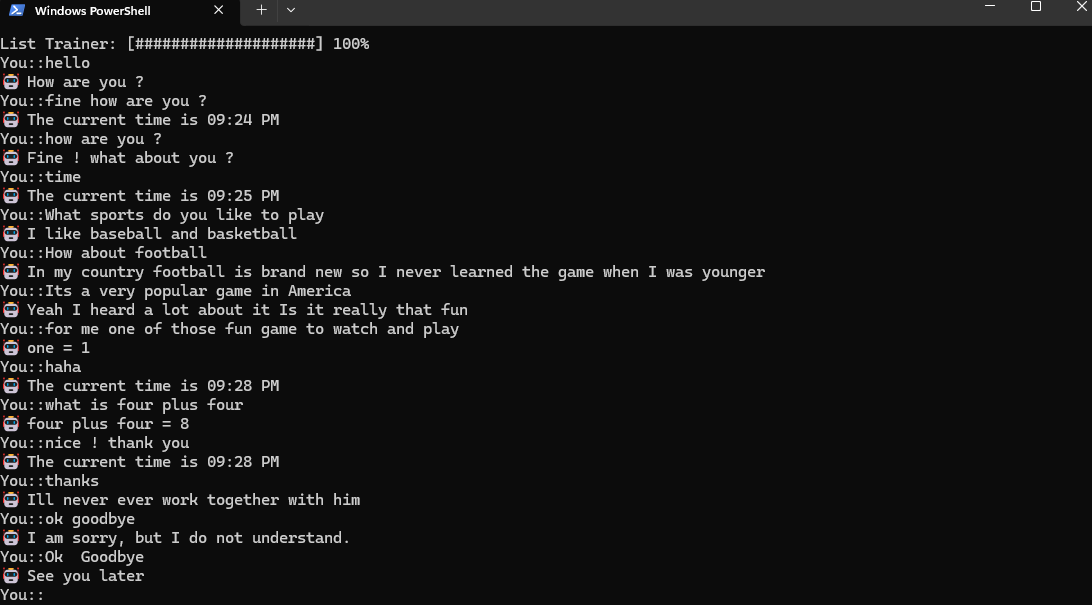 Windows PowerShell
List Trainer: [####################] 100%
You::hello
How are you ?
You::fine how are you ?
The current time is 09:24 PM
You::how are you ?
Fine ! what about you ?
You::time
The current time is 09:25 PM
You::What sports do you like to play
I like baseball and basketball
You::How about football
In my country football is brand new so I never learned the game when I was younger
You::Its a very popular game in America
Yeah I heard a lot about it Is it really that fun
You::for me one of those fun game to watch and play
one = 1
You::haha
The current time is 09:28 PM
You::what is four plus four
four plus four = 8
You::nice ! thank you
The current time is 09:28 PM
You::thanks
Ill never ever work together with him
You::ok goodbye
I am sorry, but I do not understand.
You::Ok  Goodbye
See you later
You::